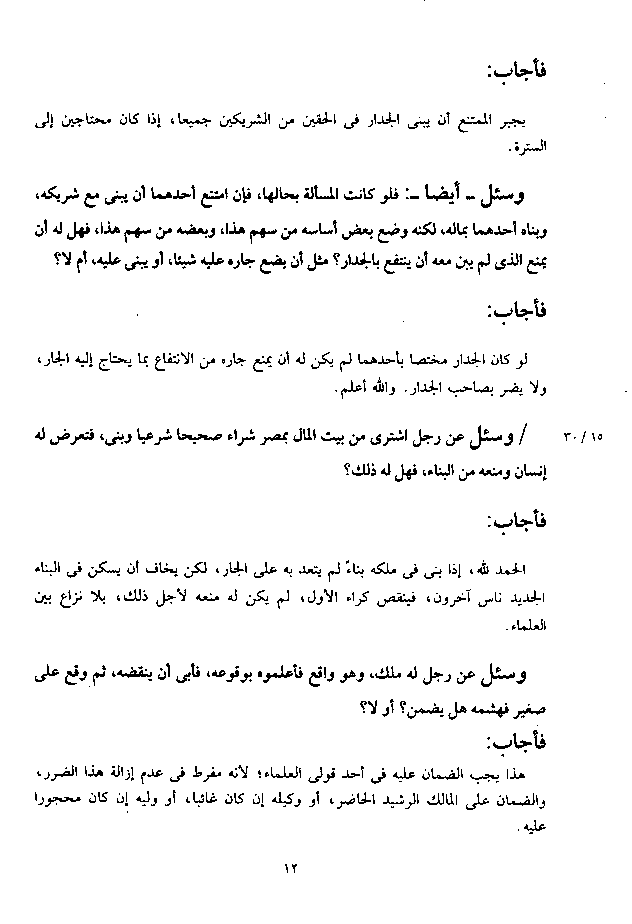 فأجاب:
يجبر الممتنع أن يبنى الجدار فى الحقين من الشريكين جميعا، إذا كان محتاجين إلى
السترة.
وسئل ـ أيضا ـ: فلو كانت المسألة بحالها، فإن امتنع أحدهما أن يبنى مع شريكه،
وبناه أحدهما بماله، لكنه وضع بعض أساسه من سهم هذا، وبعضه من سهم هذا، فهل له أن
يمنع الذى لم يبن معه أن ينتفع بالجدار؟ مثل أن يضع جاره عليه شيئا، أو يبنى عليه، أم لا؟
فأجاب:
لو كان الجدار مختصا بأحدهما لم يكن له أن يمنع جاره من الانتفاع بما يحتاج إليه الجار،
ولا يضر بصاحب الجدار. والله أعلم.
٣٠/١٥ / وسئل عن رجل اشترى من بيت المال بمصر شراء صحيحا شرعيا وبنى، فتعرض له
إنسان ومنعه من البناء، فهل له ذلك؟
فأجاب:
الحمد لله، إذا بنى فى ملكه بناءً لم يتعد به على الجار، لكن يخاف أن يسكن فى البناء
الجديد ناس آخرون، فينقص كراء الأول، لم يكن له منعه لأجل ذلك، بلا نزاع بين
العلماء.
وسئل عن رجل له ملك، وهو واقع فأعلموه بوقوعه، فأبى أن ينقضه، ثم وقع على
صغير فهشمه هل يضمن؟ أو لا؟
فأجاب:
هذا يجب الضمان عليه فى أحد قولى العلماء؛ لأنه مفرط فى عدم إزالة هذا الضرر،
والضمان على المالك الرشيد الحاضر، أو وكيله إن كان غائبا، أو وليه إن كان محجورا
عليه.
١٢